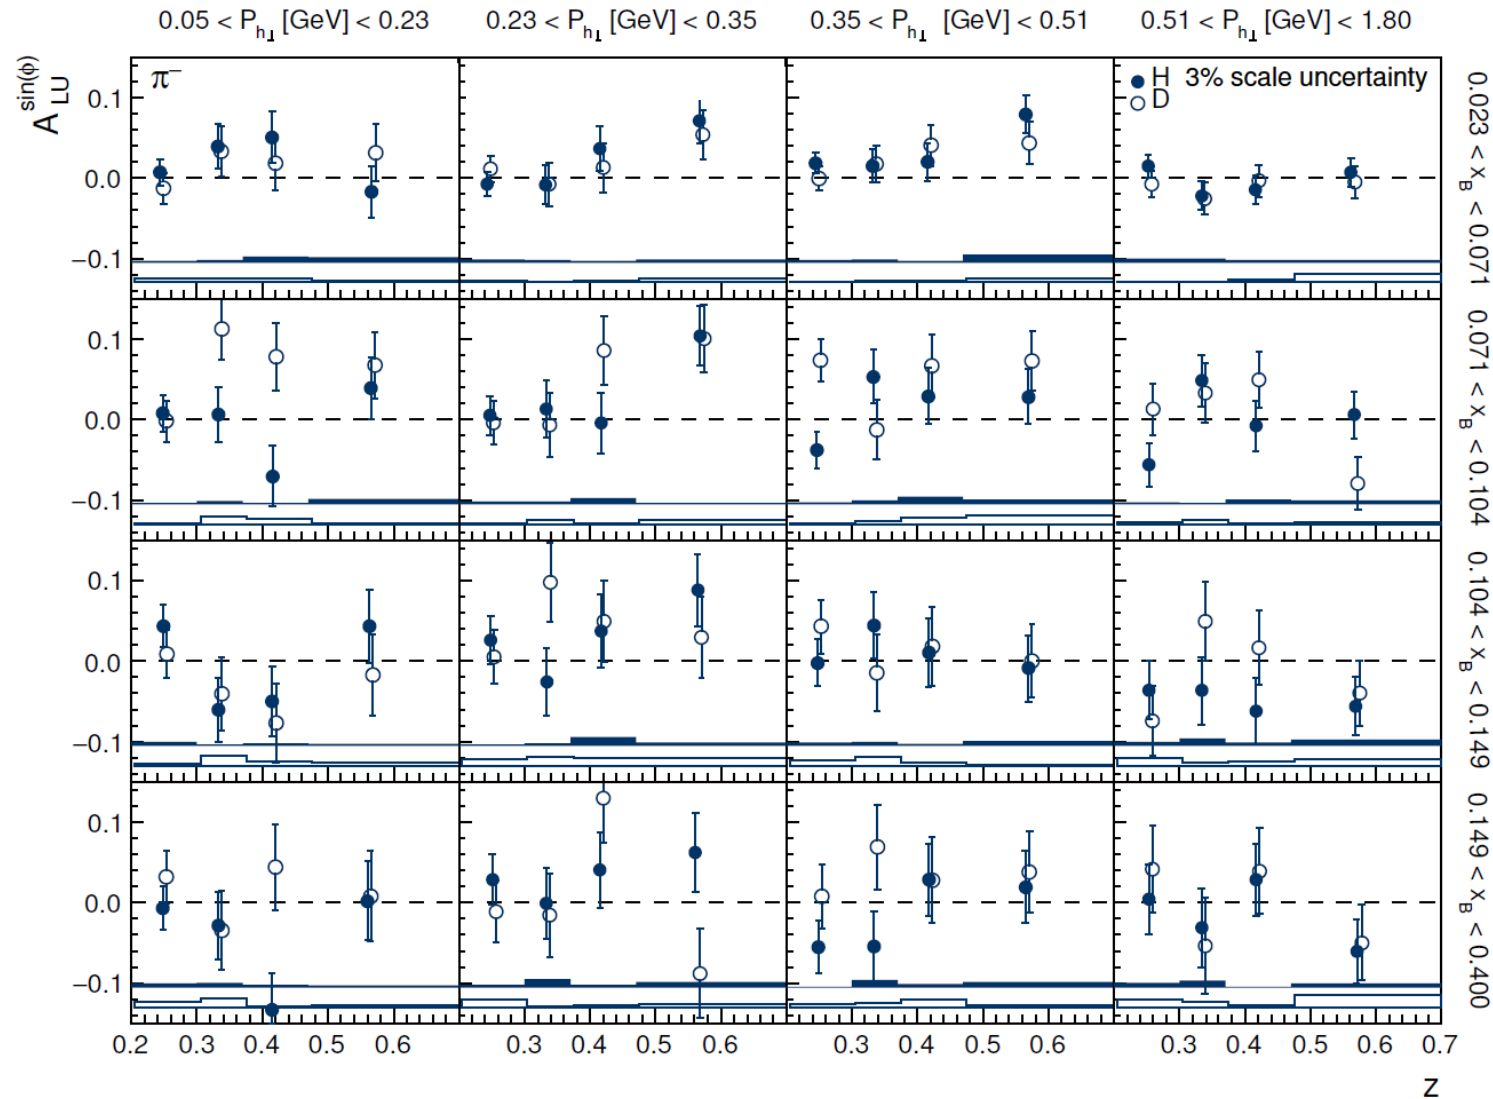 0.05 < P_h⊥ [GeV] < 0.23 0.23 < P_h⊥ [GeV] < 0.35 0.35 < P_h⊥ [GeV] < 0.51 0.51 < P_h⊥ [GeV] < 1.80
A_LU^sin(ϕ)
π⁻
H 3% scale uncertainty
D
0.1
0.0
−0.1
0.023 < x_B < 0.071
0.1
0.0
−0.1
0.071 < x_B < 0.104
0.1
0.0
−0.1
0.104 < x_B < 0.149
0.1
0.0
−0.1
0.149 < x_B < 0.400
0.2 0.3 0.4 0.5 0.6 0.3 0.4 0.5 0.6 0.3 0.4 0.5 0.6 0.3 0.4 0.5 0.6 0.7
z